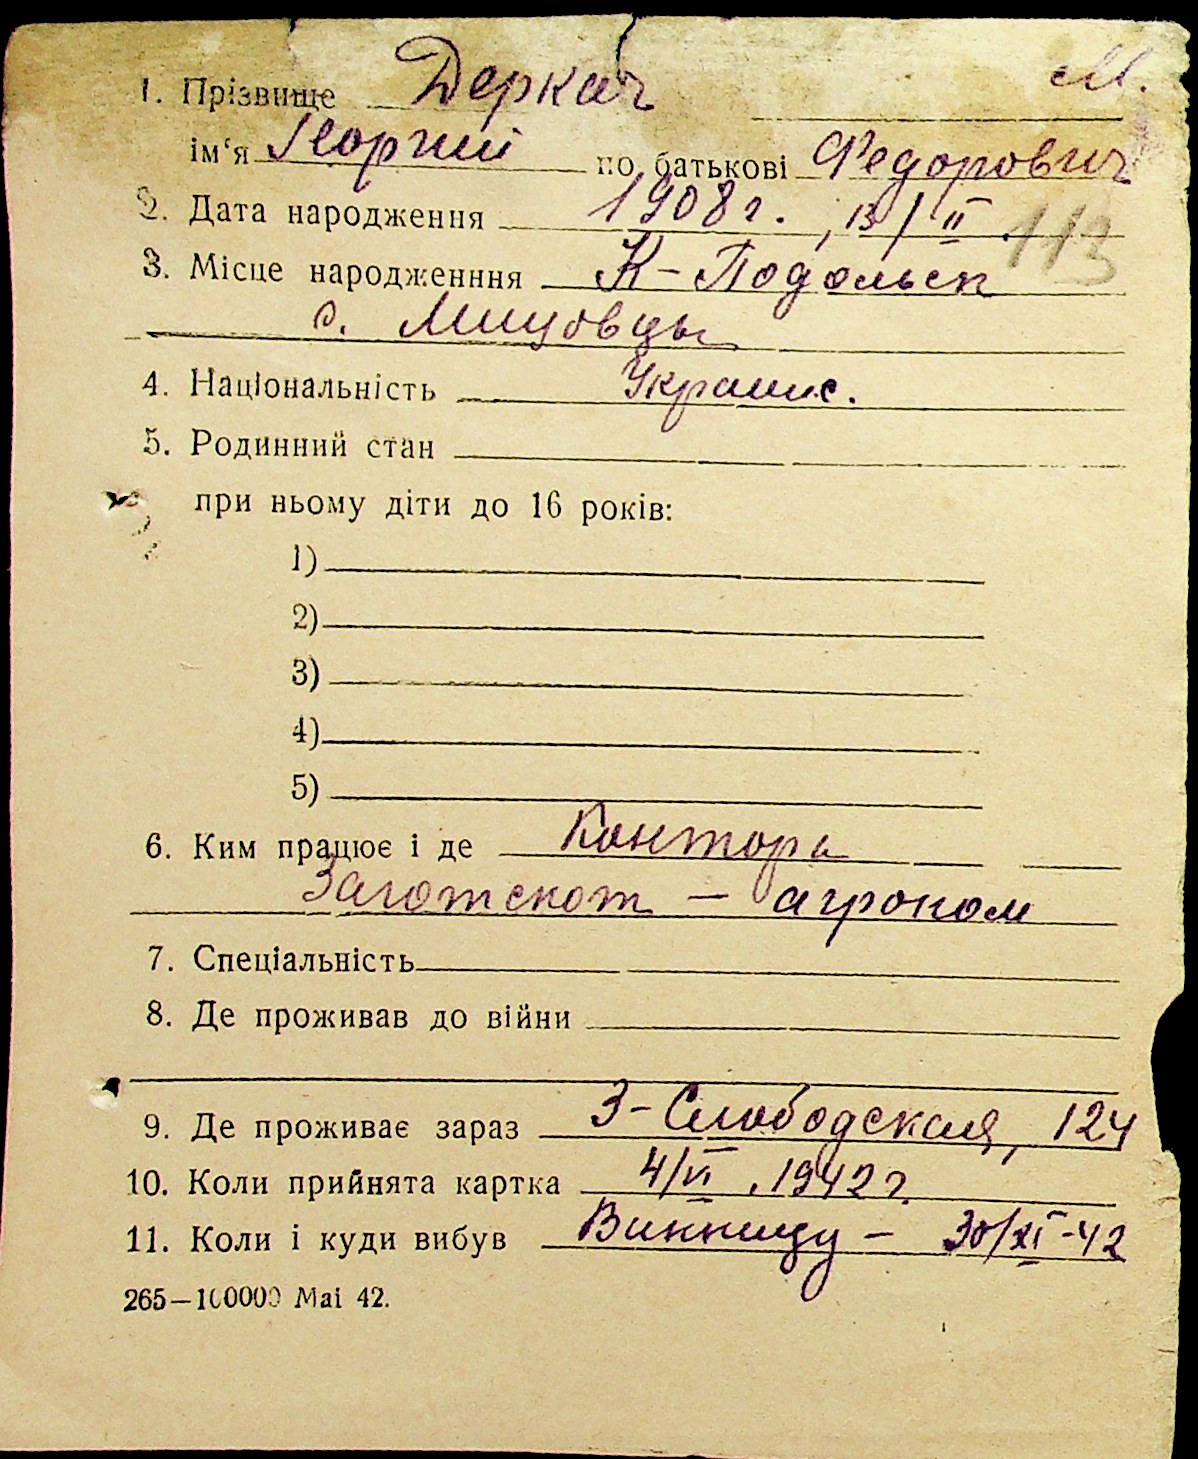 1. Прізвище Деркач М.
ім‘я Георгий по батькові Федорович
2. Дата народження 1908 г., 13/II 113
3. Місце народженння К-Подольск
с. Мицовцы
4. Національність Украинс.
5. Родинний стан
при ньому діти до 16 років:
1)
2)
3)
4)
5)
6. Ким працює і де Контора
Заготскот – агроном
7. Спеціальність
8. Де проживав до війни
9. Де проживає зараз З-Слободская, 124
10. Коли прийнята картка 4/VI.1942 г.
11. Коли і куди вибув Винницу – 30/XI-42
265—100000 Mai 42.